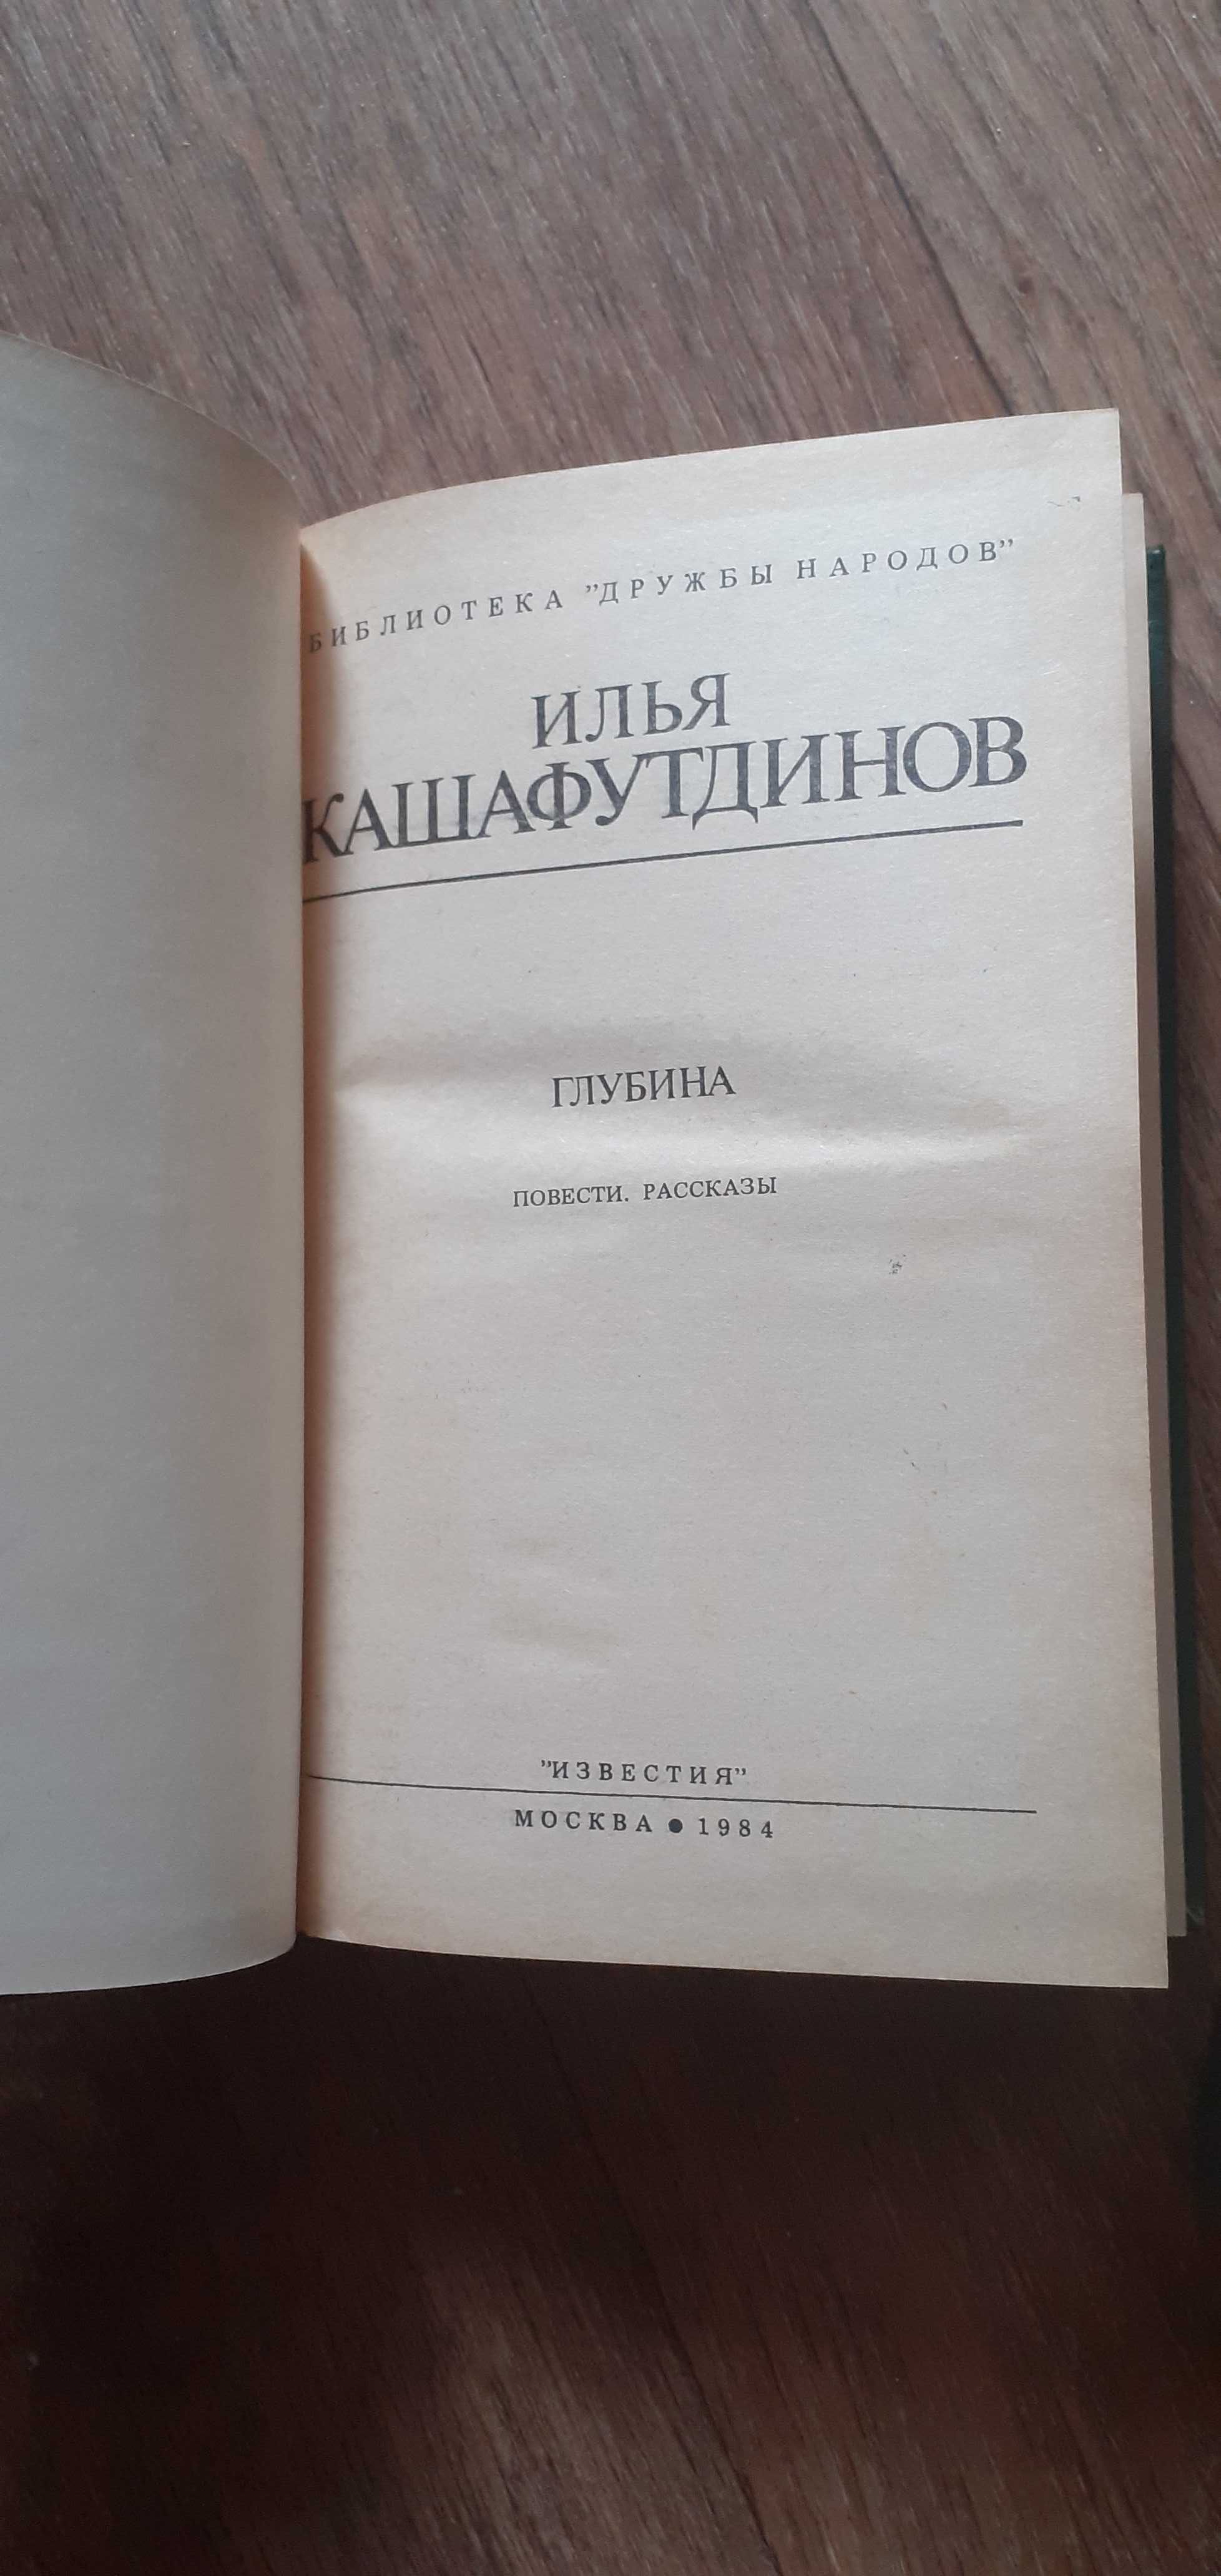 БИБЛИОТЕКА ”ДРУЖБЫ НАРОДОВ”
ИЛЬЯ
КАШАФУТДИНОВ
ГЛУБИНА
ПОВЕСТИ. РАССКАЗЫ
”ИЗВЕСТИЯ”
МОСКВА ● 1984